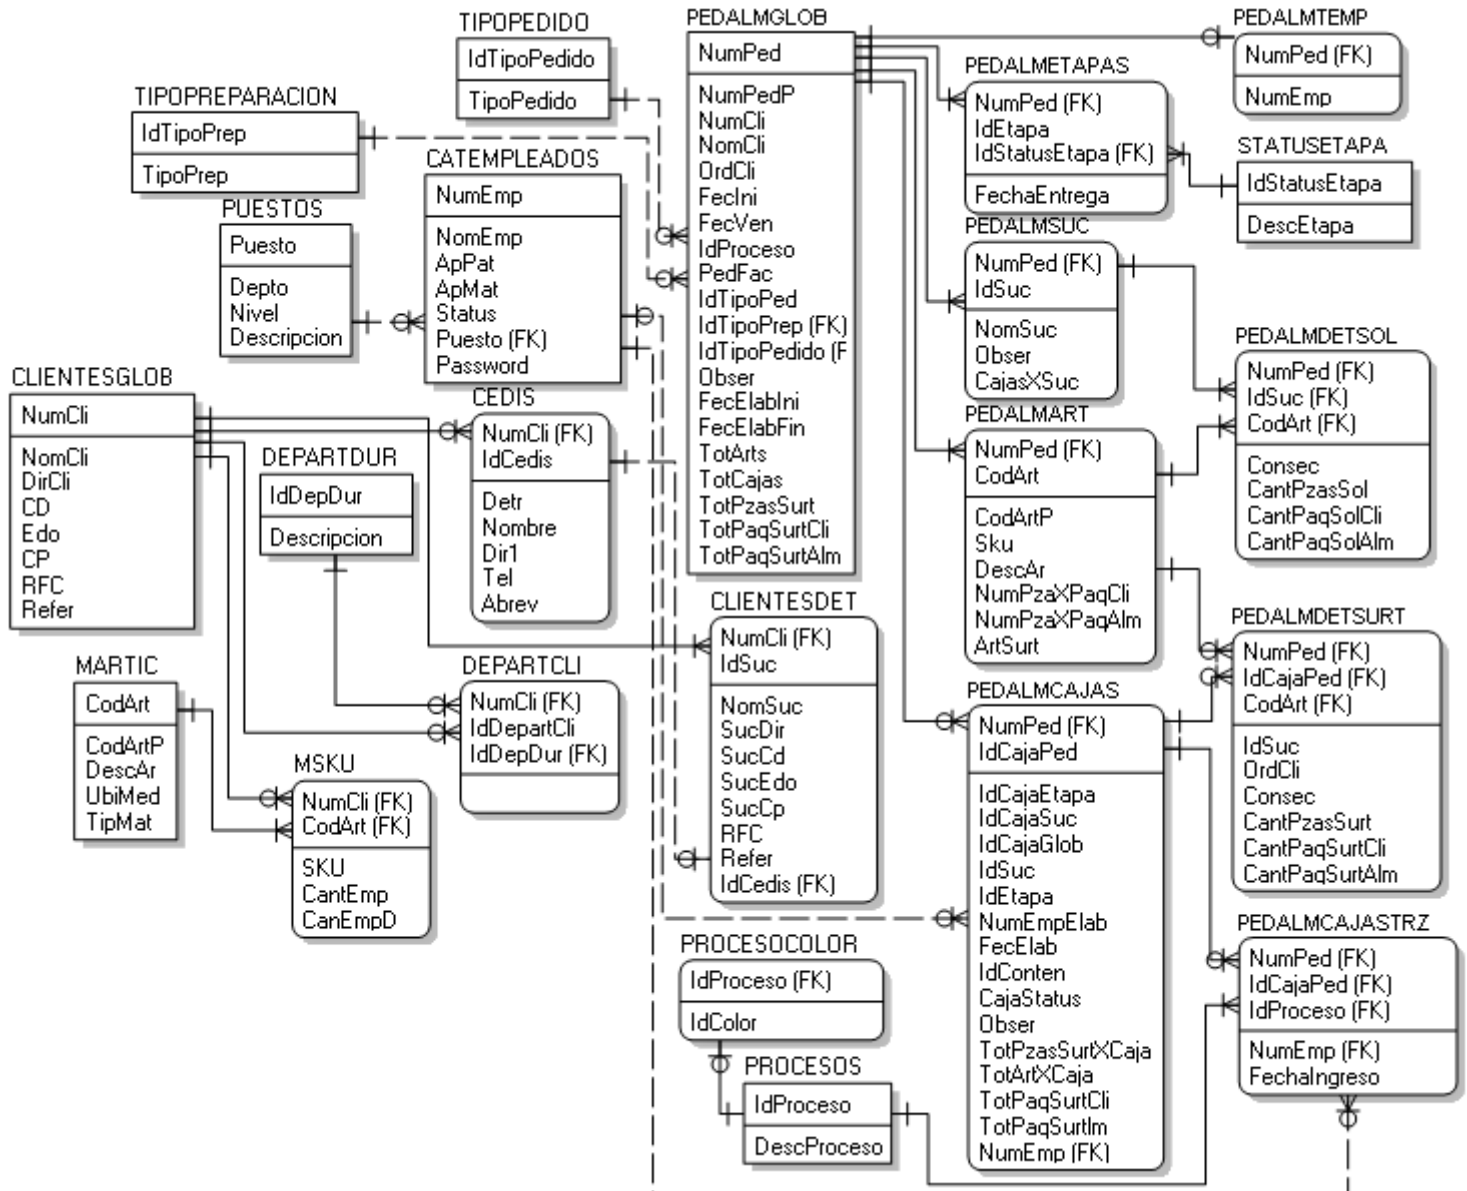 TIPOPEDIDO
IdTipoPedido
TipoPedido
TIPOPREPARACION
IdTipoPrep
TipoPrep
PUESTOS
Puesto
Depto
Nivel
Descripcion
CATEMPLEADOS
NumEmp
NomEmp
ApPat
ApMat
Status
Puesto (FK)
Password
CLIENTESGLOB
NumCli
NomCli
DirCli
CD
Edo
CP
RFC
Refer
DEPARTDUR
IdDepDur
Descripcion
CEDIS
NumCli (FK)
IdCedis
Detr
Nombre
Dir1
Tel
Abrev
MARTIC
CodArt
CodArtP
DescAr
UbiMed
TipMat
MSKU
NumCli (FK)
CodArt (FK)
SKU
CantEmp
CanEmpD
DEPARTCLI
NumCli (FK)
IdDepartCli
IdDepDur (FK)
PEDALMGLOB
NumPed
NumPedP
NumCli
NomCli
OrdCli
FecIni
FecVen
IdProceso
PedFac
IdTipoPed
IdTipoPrep (FK)
IdTipoPedido (F
Obser
FecElabIni
FecElabFin
TotArts
TotCajas
TotPzasSurt
TotPaqSurtCli
TotPaqSurtAlm
CLIENTESDET
NumCli (FK)
IdSuc
NomSuc
SucDir
SucCd
SucEdo
SucCp
RFC
Refer
IdCedis (FK)
PROCESOCOLOR
IdProceso (FK)
IdColor
PROCESOS
IdProceso
DescProceso
PEDALMTEMP
NumPed (FK)
NumEmp
PEDALMETAPAS
NumPed (FK)
IdEtapa
IdStatusEtapa (FK)
FechaEntrega
STATUSETAPA
IdStatusEtapa
DescEtapa
PEDALMSUC
NumPed (FK)
IdSuc
NomSuc
Obser
CajasXSuc
PEDALMDETSOL
NumPed (FK)
IdSuc (FK)
CodArt (FK)
Consec
CantPzasSol
CantPaqSolCli
CantPaqSolAlm
PEDALMART
NumPed (FK)
CodArt
CodArtP
Sku
DescAr
NumPzaXPaqCli
NumPzaXPaqAlm
ArtSurt
PEDALMDETSURT
NumPed (FK)
IdCajaPed (FK)
CodArt (FK)
IdSuc
OrdCli
Consec
CantPzasSurt
CantPaqSurtCli
CantPaqSurtAlm
PEDALMCAJAS
NumPed (FK)
IdCajaPed
IdCajaEtapa
IdCajaSuc
IdCajaGlob
IdSuc
IdEtapa
NumEmpElab
FecElab
IdConten
CajaStatus
Obser
TotPzasSurtXCaja
TotArtXCaja
TotPaqSurtCli
TotPaqSurtlm
NumEmp (FK)
PEDALMCAJASTRZ
NumPed (FK)
IdCajaPed (FK)
IdProceso (FK)
NumEmp (FK)
FechaIngreso